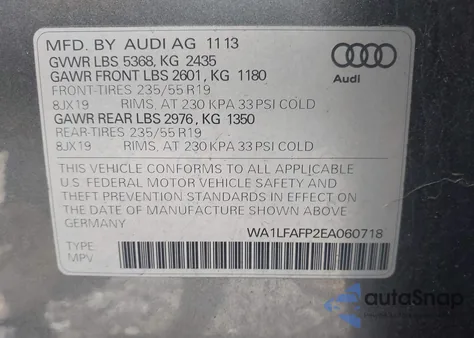 MFD. BY AUDI AG 11 13
GVWR LBS 5368, KG 2435
GAWR FRONT LBS 2601, KG 1180
FRONT-TIRES 235/55 R19
8JX19 RIMS, AT 230 KPA 33 PSI COLD
GAWR REAR LBS 2976, KG 1350
REAR-TIRES 235/55 R19
8JX19 RIMS, AT 230 KPA 33 PSI COLD
Audi
THIS VEHICLE CONFORMS TO ALL APPLICABLE
U.S. FEDERAL MOTOR VEHICLE SAFETY AND
THEFT PREVENTION STANDARDS IN EFFECT ON
THE DATE OF MANUFACTURE SHOWN ABOVE.
GERMANY WA1LFAFP2EA060718
TYPE:
MPV
autoSnap